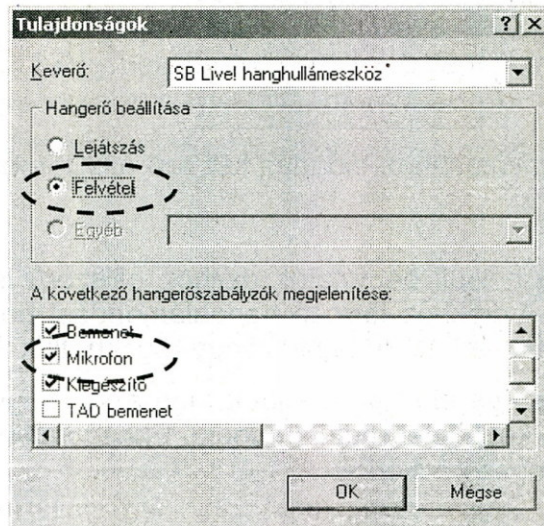 Tulajdonságok
Keverő: SB Live! hanghullámeszköz*
Hangerő beállítása
Lejátszás
Felvétel
Egyéb
A következő hangerőszabályzók megjelenítése:
Bemenet
Mikrofon
Kiegészítő
TAD bemenet
OK Mégse